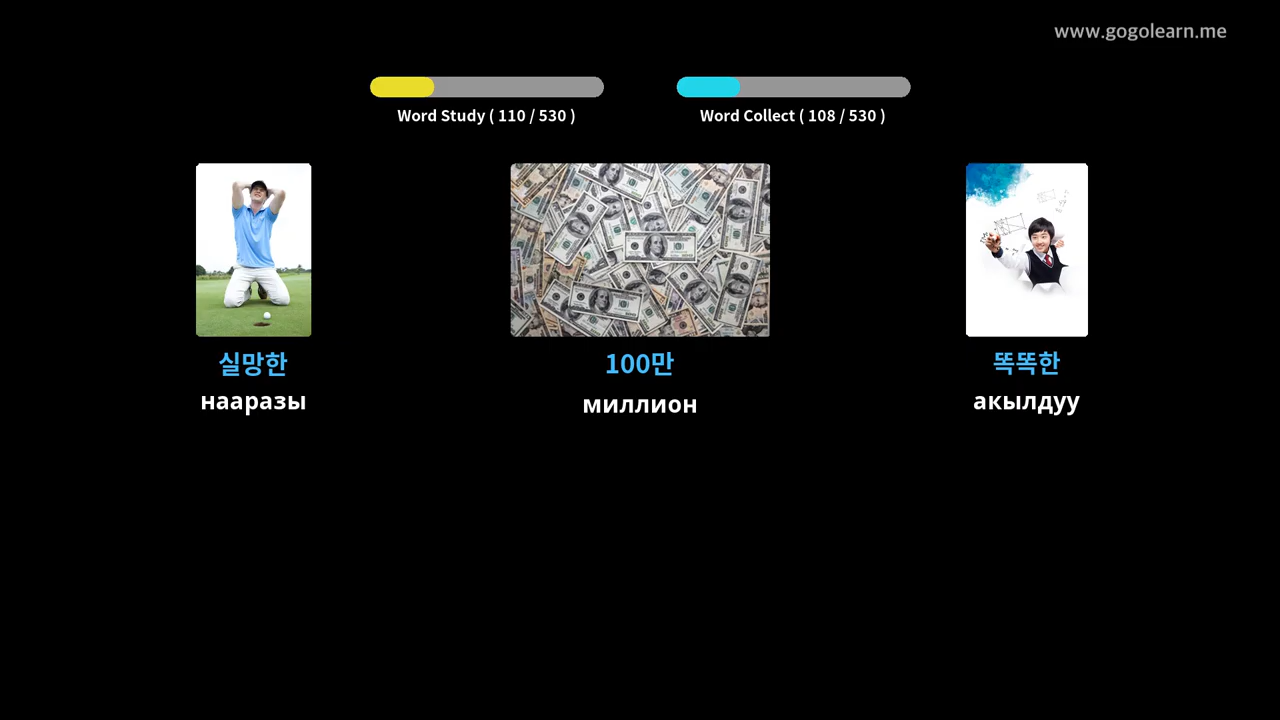 www.gogolearn.me
Word Study ( 110 / 530 )
Word Collect ( 108 / 530 )
실망한
нааразы
100만
миллион
똑똑한
акылдуу